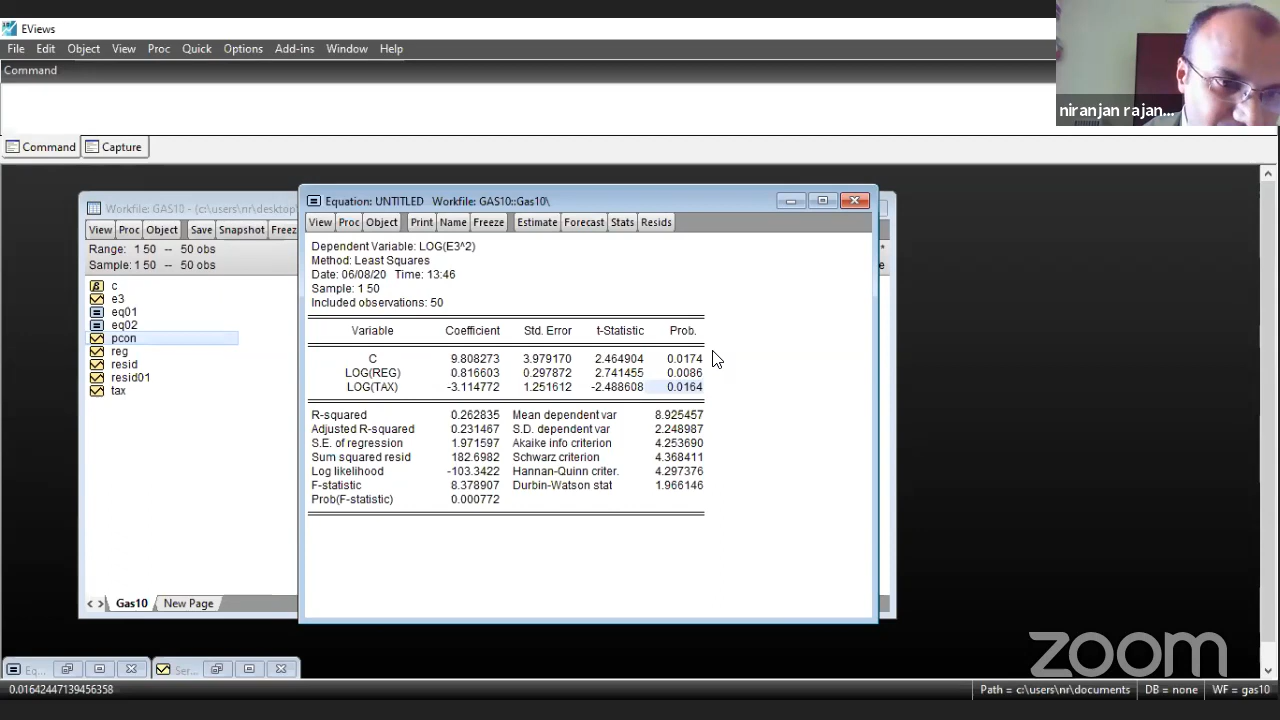 EViews
File Edit Object View Proc Quick Options Add-ins Window Help
Command
niranjan rajan...
Command Capture
Workfile: GAS10 - (c:\users\nr\desktop\
View Proc Object Save Snapshot Freez
Range: 1 50 -- 50 obs
Sample: 1 50 -- 50 obs
c
e3
eq01
eq02
pcon
reg
resid
resid01
tax
Gas10 New Page
Equation: UNTITLED Workfile: GAS10::Gas10\
View Proc Object Print Name Freeze Estimate Forecast Stats Resids
Dependent Variable: LOG(E3^2)
Method: Least Squares
Date: 06/08/20 Time: 13:46
Sample: 1 50
Included observations: 50
Variable Coefficient Std. Error t-Statistic Prob.
C 9.808273 3.979170 2.464904 0.0174
LOG(REG) 0.816603 0.297872 2.741455 0.0086
LOG(TAX) -3.114772 1.251612 -2.488608 0.0164
R-squared 0.262835 Mean dependent var 8.925457
Adjusted R-squared 0.231467 S.D. dependent var 2.248987
S.E. of regression 1.971597 Akaike info criterion 4.253690
Sum squared resid 182.6982 Schwarz criterion 4.368411
Log likelihood -103.3422 Hannan-Quinn criter. 4.297376
F-statistic 8.378907 Durbin-Watson stat 1.966146
Prob(F-statistic) 0.000772
zoom
Eq... Ser...
0.01642447139456358 Path = c:\users\nr\documents DB = none WF = gas10